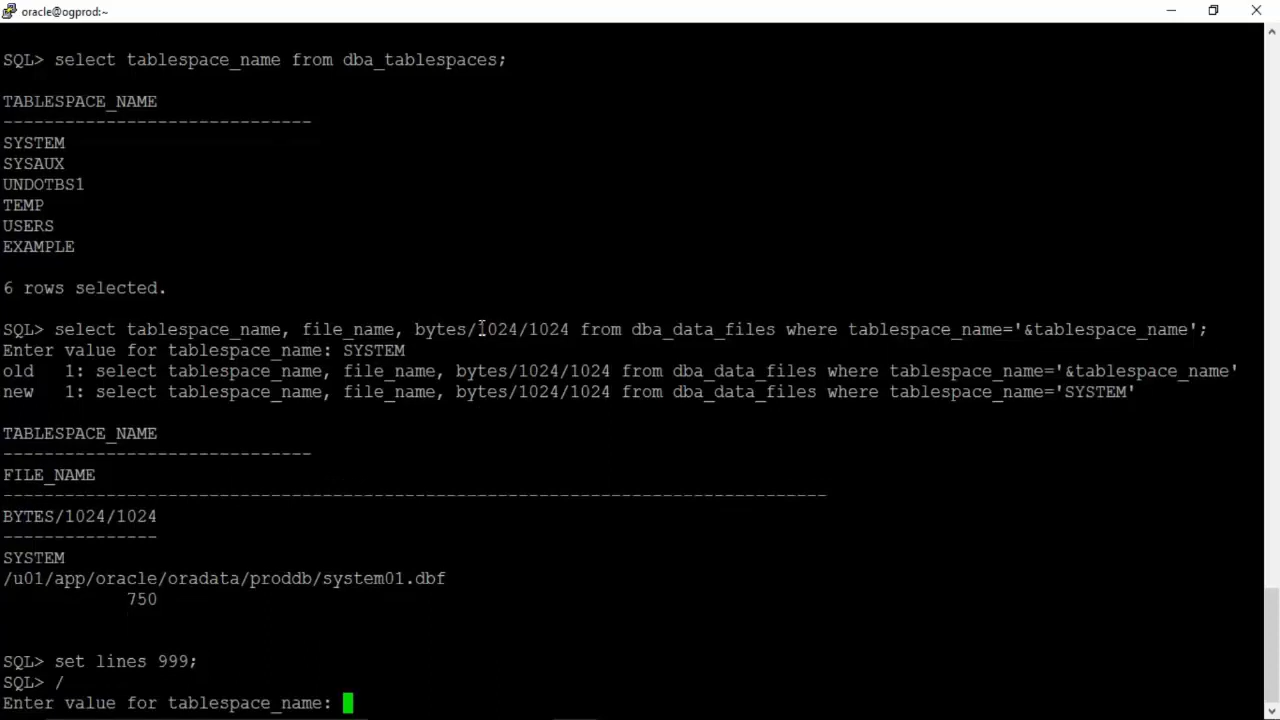 oracle@ogprod:~
SQL> select tablespace_name from dba_tablespaces;
TABLESPACE_NAME
------------------------------
SYSTEM
SYSAUX
UNDOTBS1
TEMP
USERS
EXAMPLE
6 rows selected.
SQL> select tablespace_name, file_name, bytes/1024/1024 from dba_data_files where tablespace_name='&tablespace_name';
Enter value for tablespace_name: SYSTEM
old   1: select tablespace_name, file_name, bytes/1024/1024 from dba_data_files where tablespace_name='&tablespace_name'
new   1: select tablespace_name, file_name, bytes/1024/1024 from dba_data_files where tablespace_name='SYSTEM'
TABLESPACE_NAME
------------------------------
FILE_NAME
--------------------------------------------------------------------------------
BYTES/1024/1024
---------------
SYSTEM
/u01/app/oracle/oradata/proddb/system01.dbf
750
SQL> set lines 999;
SQL> /
Enter value for tablespace_name: